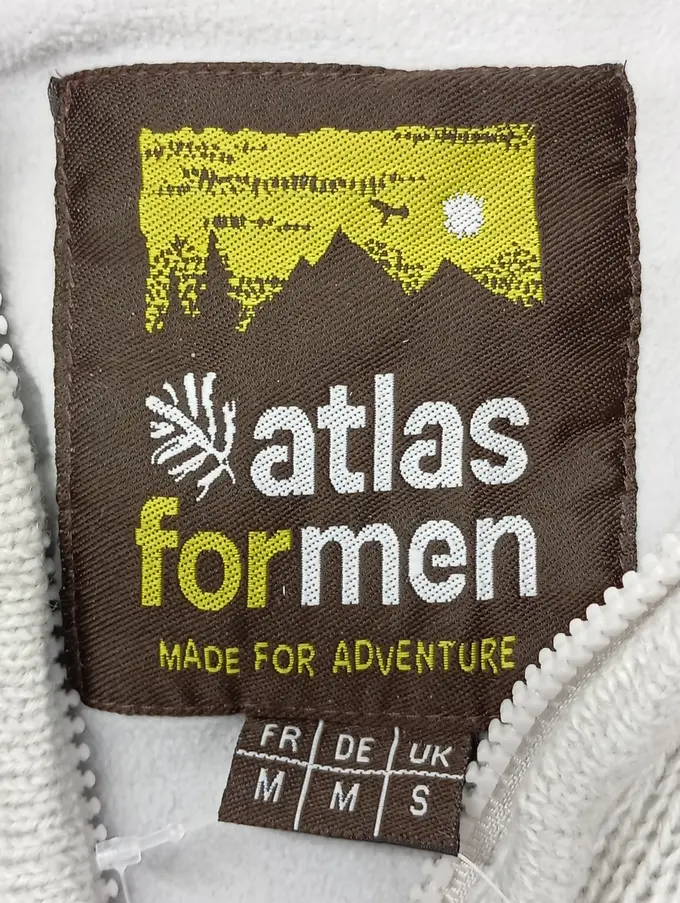 atlas
formen
MADE FOR ADVENTURE
FR DE UK
M M S